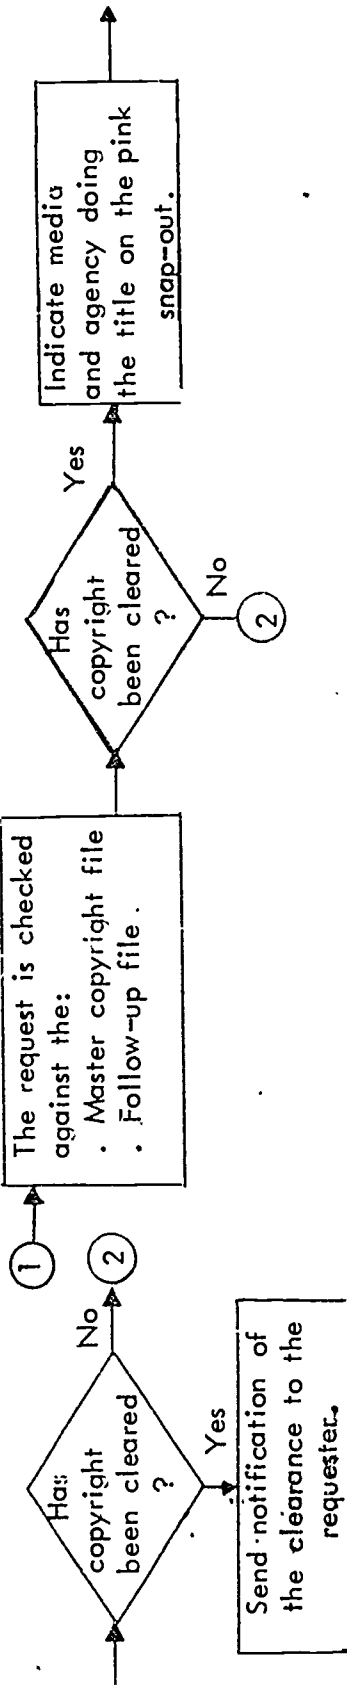 Has
copyright
been cleared
?
No
2
Yes
Send notification of
the clearance to the
requester.
1
The request is checked
against the:
. Master copyright file
. Follow-up file.
Has
copyright
been cleared
?
No
2
Yes
Indicate media
and agency doing
the title on the pink
snap-out.